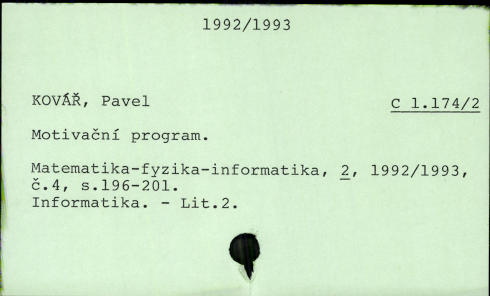 1992/1993
KOVÁŘ, Pavel C 1.174/2
Motivační program.
Matematika-fyzika-informatika, 2, 1992/1993,
č.4, s.196-201.
Informatika. - Lit.2.